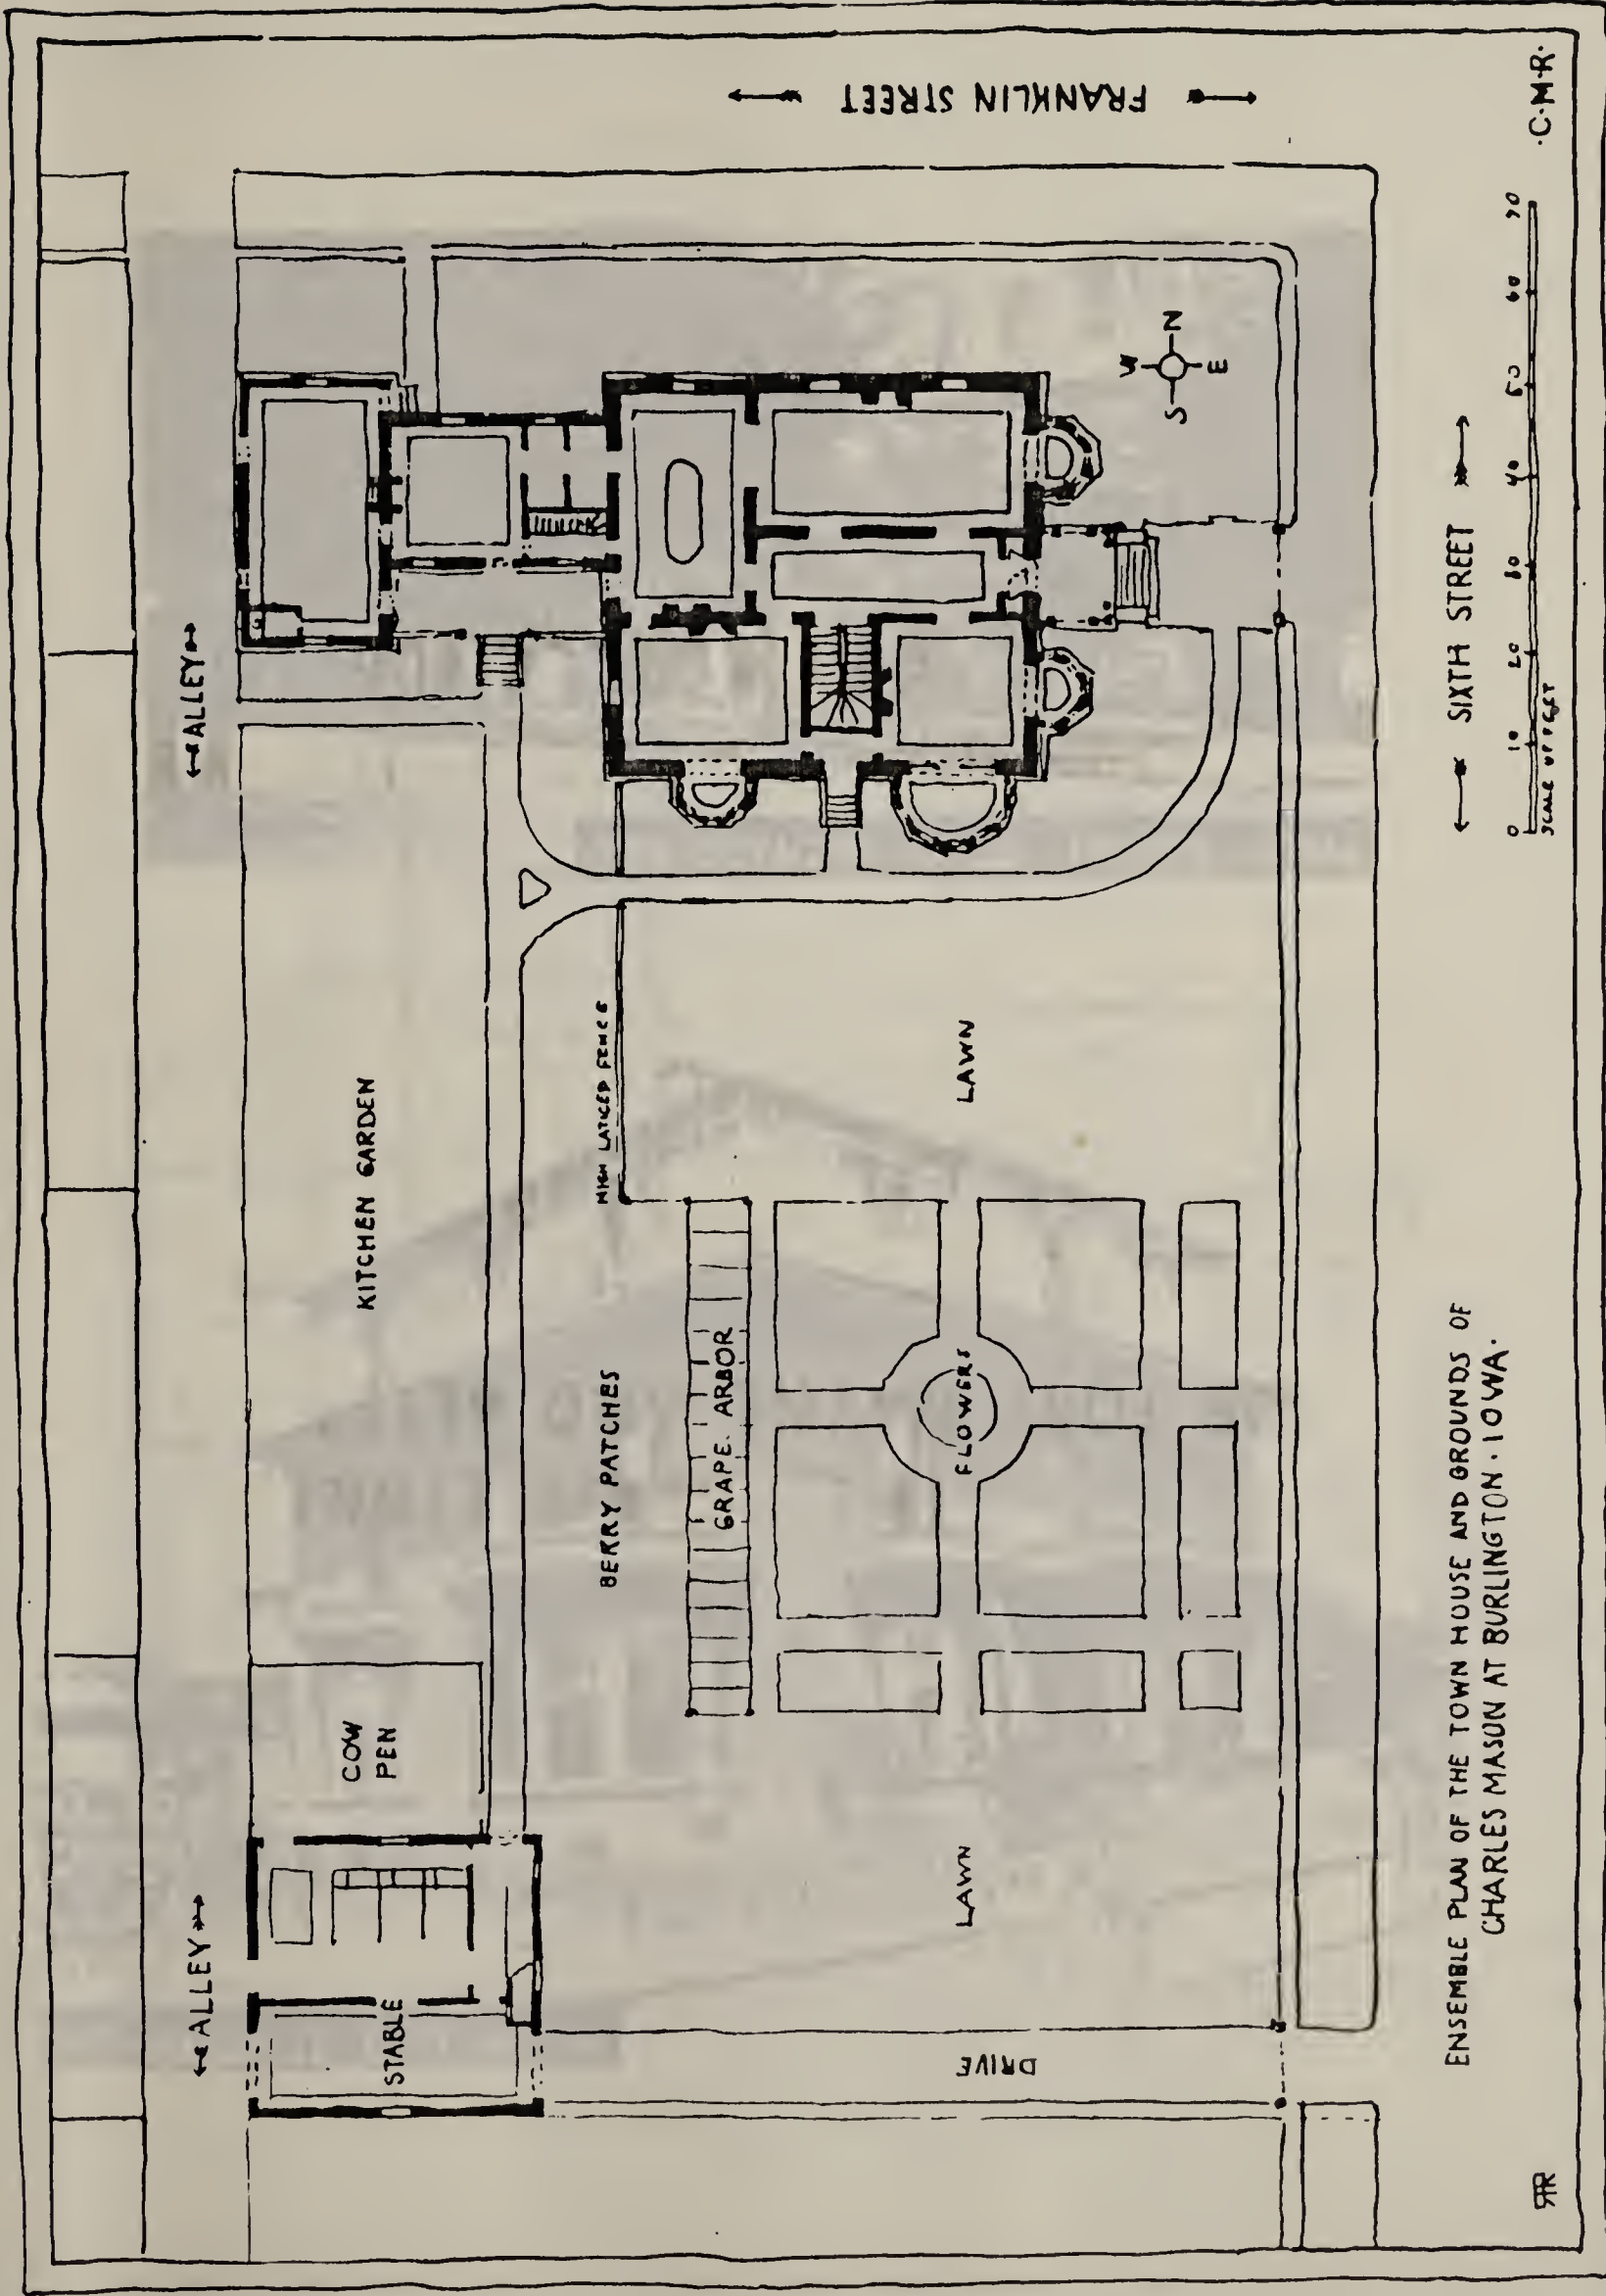 FRANKLIN STREET
ALLEY
ALLEY
KITCHEN GARDEN
HIGH LATICED FENCE
BERRY PATCHES
GRAPE ARBOR
COW
PEN
STABLE
FLOWERS
LAWN
LAWN
DRIVE
W
N
S
E
SIXTH STREET
0 10 20 30 40 50 60 70
SCALE OF FEET
ENSEMBLE PLAN OF THE TOWN HOUSE AND GROUNDS OF
CHARLES MASON AT BURLINGTON · IOWA ·
·C·M·R·